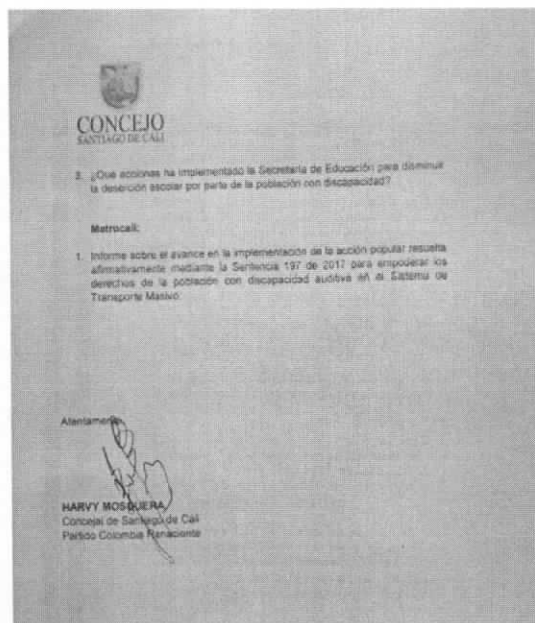 CONCEJO
SANTIAGO DE CALI
3. ¿Qué acciones ha implementado la Secretaría de Educación para disminuir
la deserción escolar por parte de la población con discapacidad?
Metrocali:
1. Informe sobre el avance en la implementación de la acción popular resuelta
afirmativamente mediante la Sentencia 197 de 2017 para empoderar los
derechos de la población con discapacidad auditiva en el Sistema de
Transporte Masivo.
Atentamente,
HARVY MOSQUERA
Concejal de Santiago de Cali
Partido Colombia Renaciente